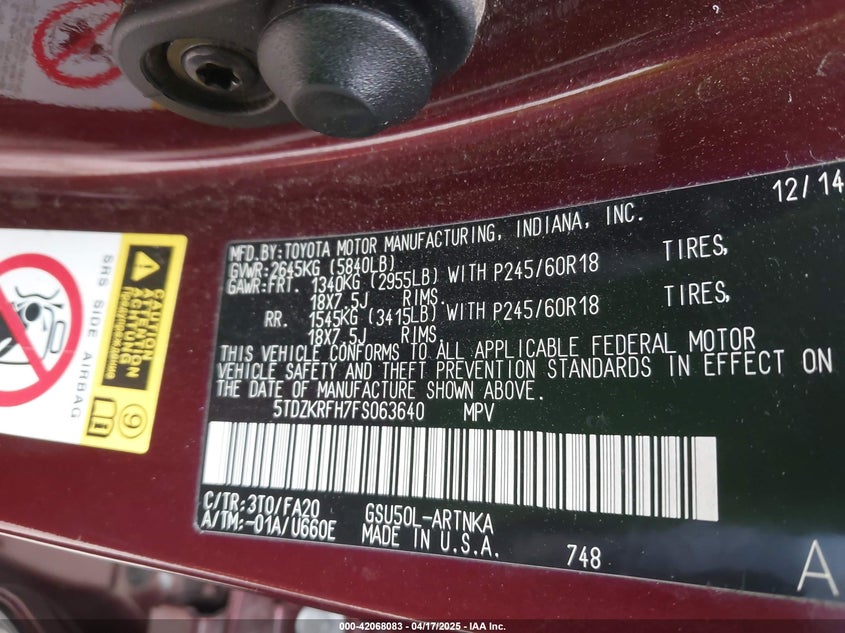 12/14
MFD.BY:TOYOTA MOTOR MANUFACTURING, INDIANA, INC.
GVWR:2645KG (5840LB)
GAWR:FRT. 1340KG (2955LB) WITH P245/60R18 TIRES,
18X7.5J RIMS,
RR. 1545KG (3415LB) WITH P245/60R18 TIRES,
18X7.5J RIMS.
THIS VEHICLE CONFORMS TO ALL APPLICABLE FEDERAL MOTOR
VEHICLE SAFETY AND THEFT PREVENTION STANDARDS IN EFFECT ON
THE DATE OF MANUFACTURE SHOWN ABOVE.
5TDZKRFH7FS063640 MPV
C/TR:3T0/FA20 GSU50L-ARTNKA
A/TM:-01A/U660E MADE IN U.S.A.
748
A
SRS SIDE AIRBAG
CAUTION
ATTENTION
ACHTUNG
9
000-42068083 - 04/17/2025 - IAA Inc.